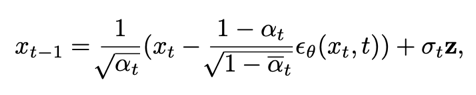 $x_{t-1} = \frac{1}{\sqrt{\alpha_t}}(x_t - \frac{1-\alpha_t}{\sqrt{1-\overline{\alpha}_t}}\epsilon_\theta(x_t, t)) + \sigma_t \mathbf{z},$